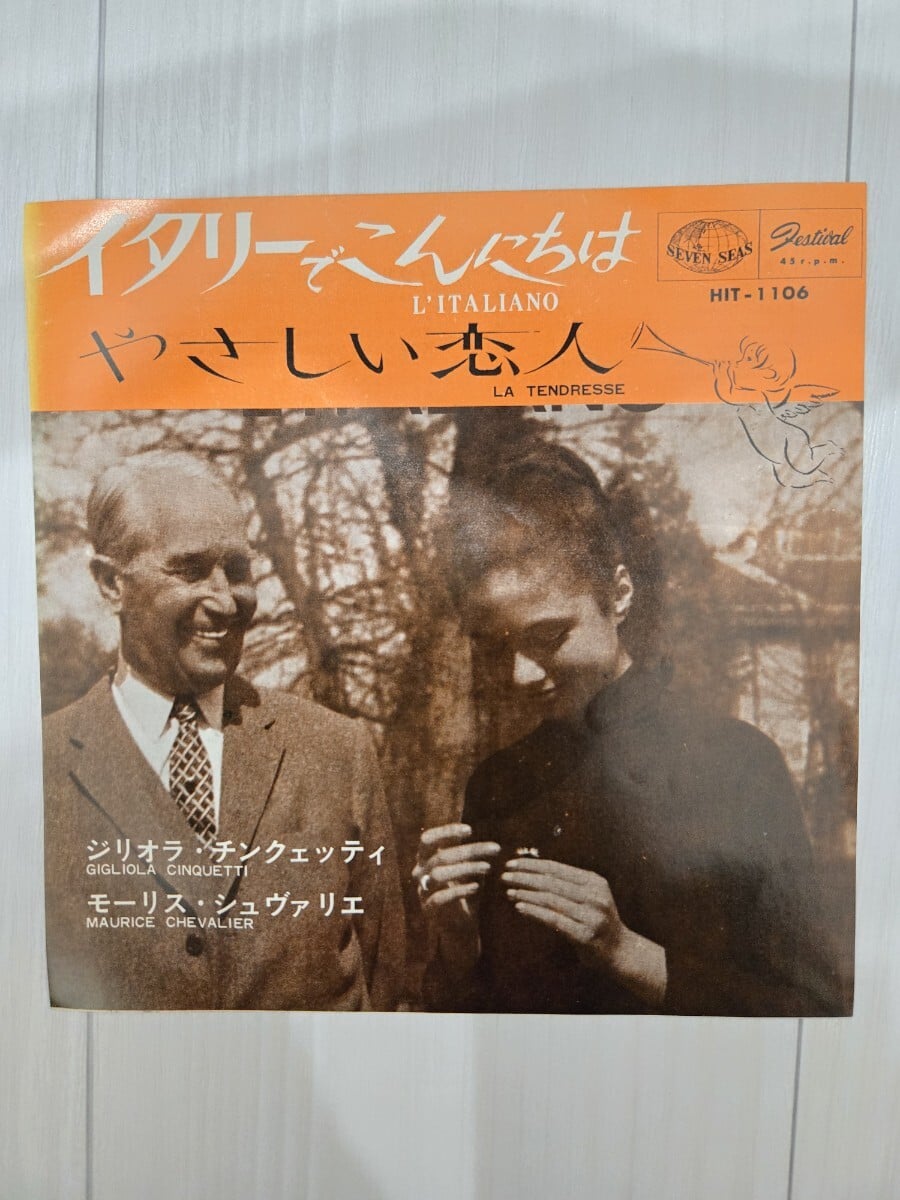 イタリーでこんにちは
L'ITALIANO
やさしい恋人
LA TENDRESSE
SEVEN SEAS
Festival
45 r.p.m.
HIT-1106
ジリオラ・チンクェッティ
GIGLIOLA CINQUETTI
モーリス・シュヴァリエ
MAURICE CHEVALIER